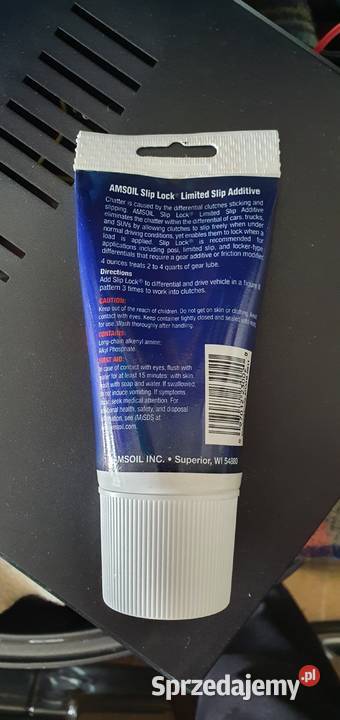 AMSOIL Slip Lock® Limited Slip Additive
Chatter is caused by the differential clutches sticking and
slipping. AMSOIL Slip Lock® Limited Slip Additive
eliminates the chatter within the differential of cars, trucks,
and SUVs by allowing clutches to slip freely when under
normal driving conditions, yet enables them to lock when a
load is applied. Slip Lock® is recommended for
applications including posi, limited slip, and locker-type
differentials that require a gear additive or friction modifier.
4 ounces treats 2 to 4 quarts of gear lube.
Directions
Add Slip Lock® to differential and drive vehicle in a figure 8
pattern 3 times to work into clutches.
CAUTION:
Keep out of the reach of children. Do not get on skin or clothing. Avoid
contact with eyes. Keep container tightly closed and sealed until
for use. Wash thoroughly after handling.
CONTAINS:
Long-chain alkenyl amine;
Alkyl Phosphate.
FIRST AID:
In case of contact with eyes, flush with
water for at least 15 minutes; with skin,
wash with soap and water. If swallowed,
do not induce vomiting. If symptoms
seek medical attention. For
additional health, safety, and disposal
information, see (M)SDS at
AMSOIL INC. • Superior, WI 54880
Sprzedajemy.pl